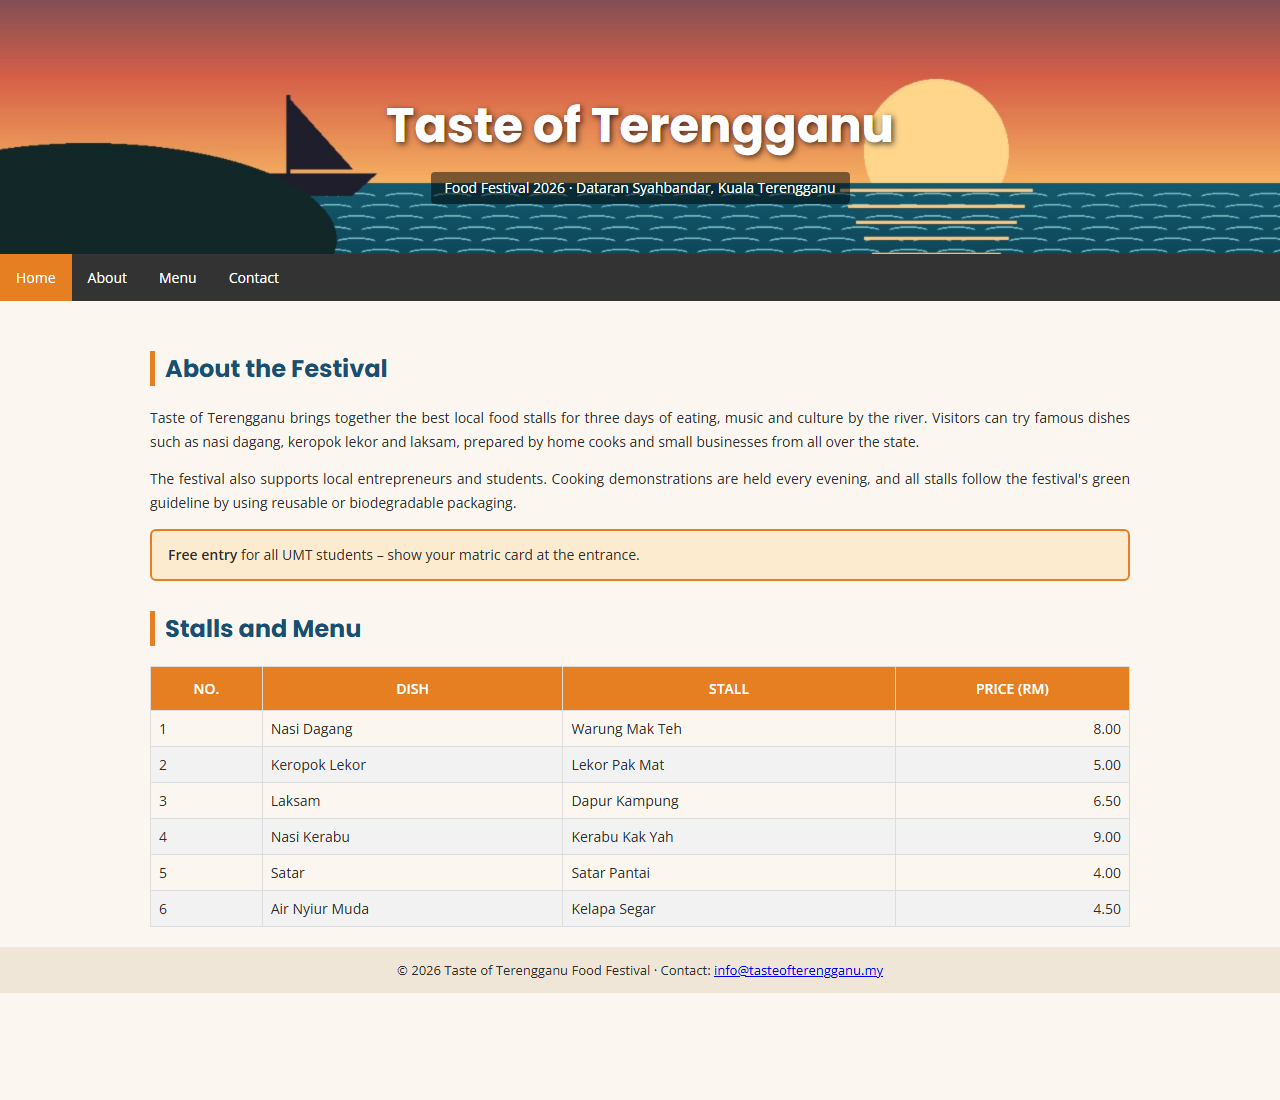 Taste of Terengganu
Food Festival 2026 · Dataran Syahbandar, Kuala Terengganu
Home About Menu Contact
About the Festival
Taste of Terengganu brings together the best local food stalls for three days of eating, music and culture by the river. Visitors can try famous dishes
such as nasi dagang, keropok lekor and laksam, prepared by home cooks and small businesses from all over the state.
The festival also supports local entrepreneurs and students. Cooking demonstrations are held every evening, and all stalls follow the festival's green
guideline by using reusable or biodegradable packaging.
Free entry for all UMT students – show your matric card at the entrance.
Stalls and Menu
NO. DISH STALL PRICE (RM)
1 Nasi Dagang Warung Mak Teh 8.00
2 Keropok Lekor Lekor Pak Mat 5.00
3 Laksam Dapur Kampung 6.50
4 Nasi Kerabu Kerabu Kak Yah 9.00
5 Satar Satar Pantai 4.00
6 Air Nyiur Muda Kelapa Segar 4.50
© 2026 Taste of Terengganu Food Festival · Contact: info@tasteofterengganu.my